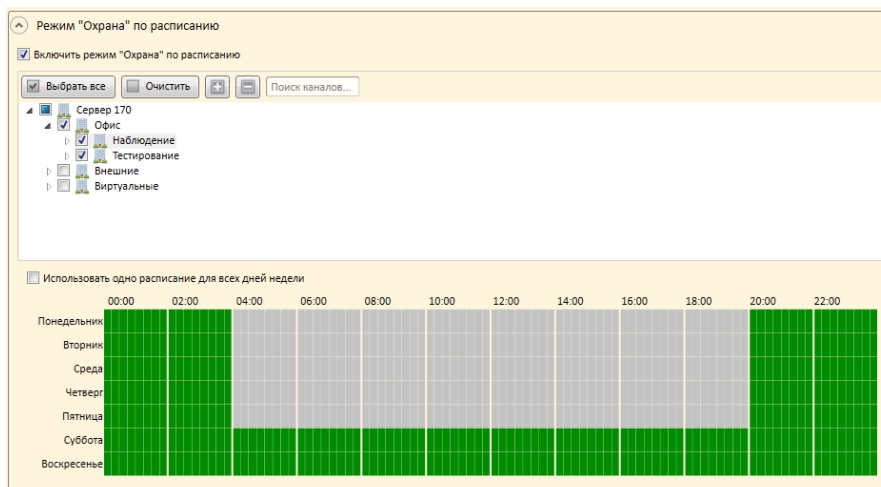 Режим "Охрана" по расписанию
Включить режим "Охрана" по расписанию
Выбрать все Очистить Поиск каналов...
Сервер 170
Офис
Наблюдение
Тестирование
Внешние
Виртуальные
Использовать одно расписание для всех дней недели
00:00 02:00 04:00 06:00 08:00 10:00 12:00 14:00 16:00 18:00 20:00 22:00
Понедельник
Вторник
Среда
Четверг
Пятница
Суббота
Воскресенье